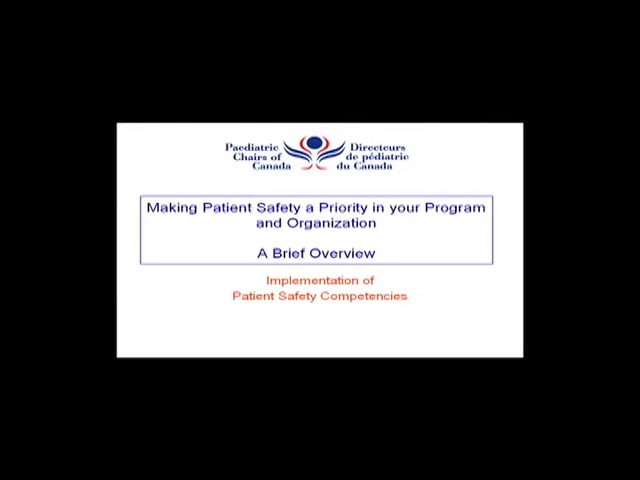 Paediatric
Chairs of
Canada
Directeurs
de pédiatrie
du Canada
Making Patient Safety a Priority in your Program
and Organization
A Brief Overview
Implementation of
Patient Safety Competencies